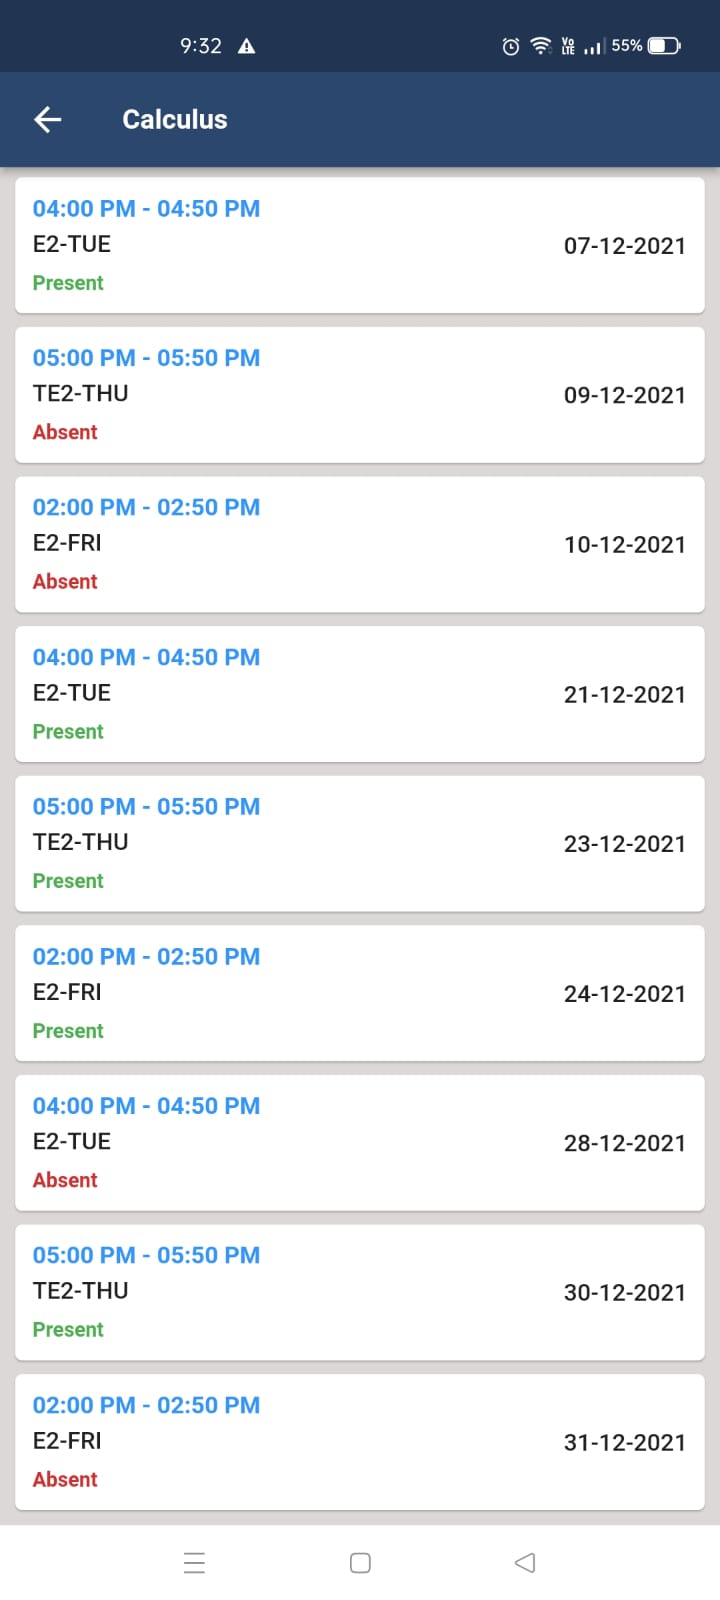 9:32
Vo LTE 55%
Calculus
04:00 PM - 04:50 PM
E2-TUE
07-12-2021
Present
05:00 PM - 05:50 PM
TE2-THU
09-12-2021
Absent
02:00 PM - 02:50 PM
E2-FRI
10-12-2021
Absent
04:00 PM - 04:50 PM
E2-TUE
21-12-2021
Present
05:00 PM - 05:50 PM
TE2-THU
23-12-2021
Present
02:00 PM - 02:50 PM
E2-FRI
24-12-2021
Present
04:00 PM - 04:50 PM
E2-TUE
28-12-2021
Absent
05:00 PM - 05:50 PM
TE2-THU
30-12-2021
Present
02:00 PM - 02:50 PM
E2-FRI
31-12-2021
Absent